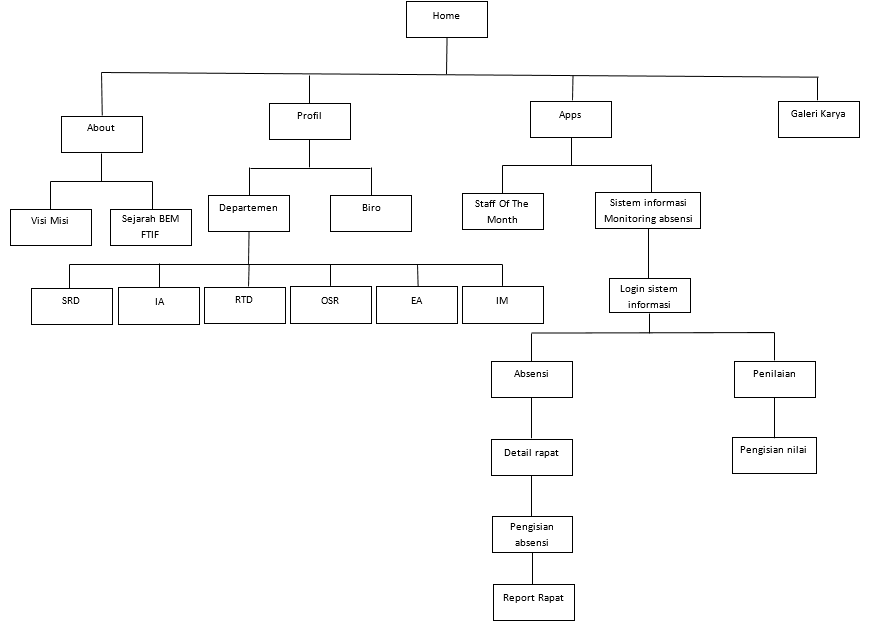 Home
About
Profil
Apps
Galeri Karya
Visi Misi
Sejarah BEM
FTIF
Departemen
Biro
Staff Of The
Month
Sistem informasi
Monitoring absensi
SRD
IA
RTD
OSR
EA
IM
Login sistem
informasi
Absensi
Penilaian
Detail rapat
Pengisian nilai
Pengisian
absensi
Report Rapat